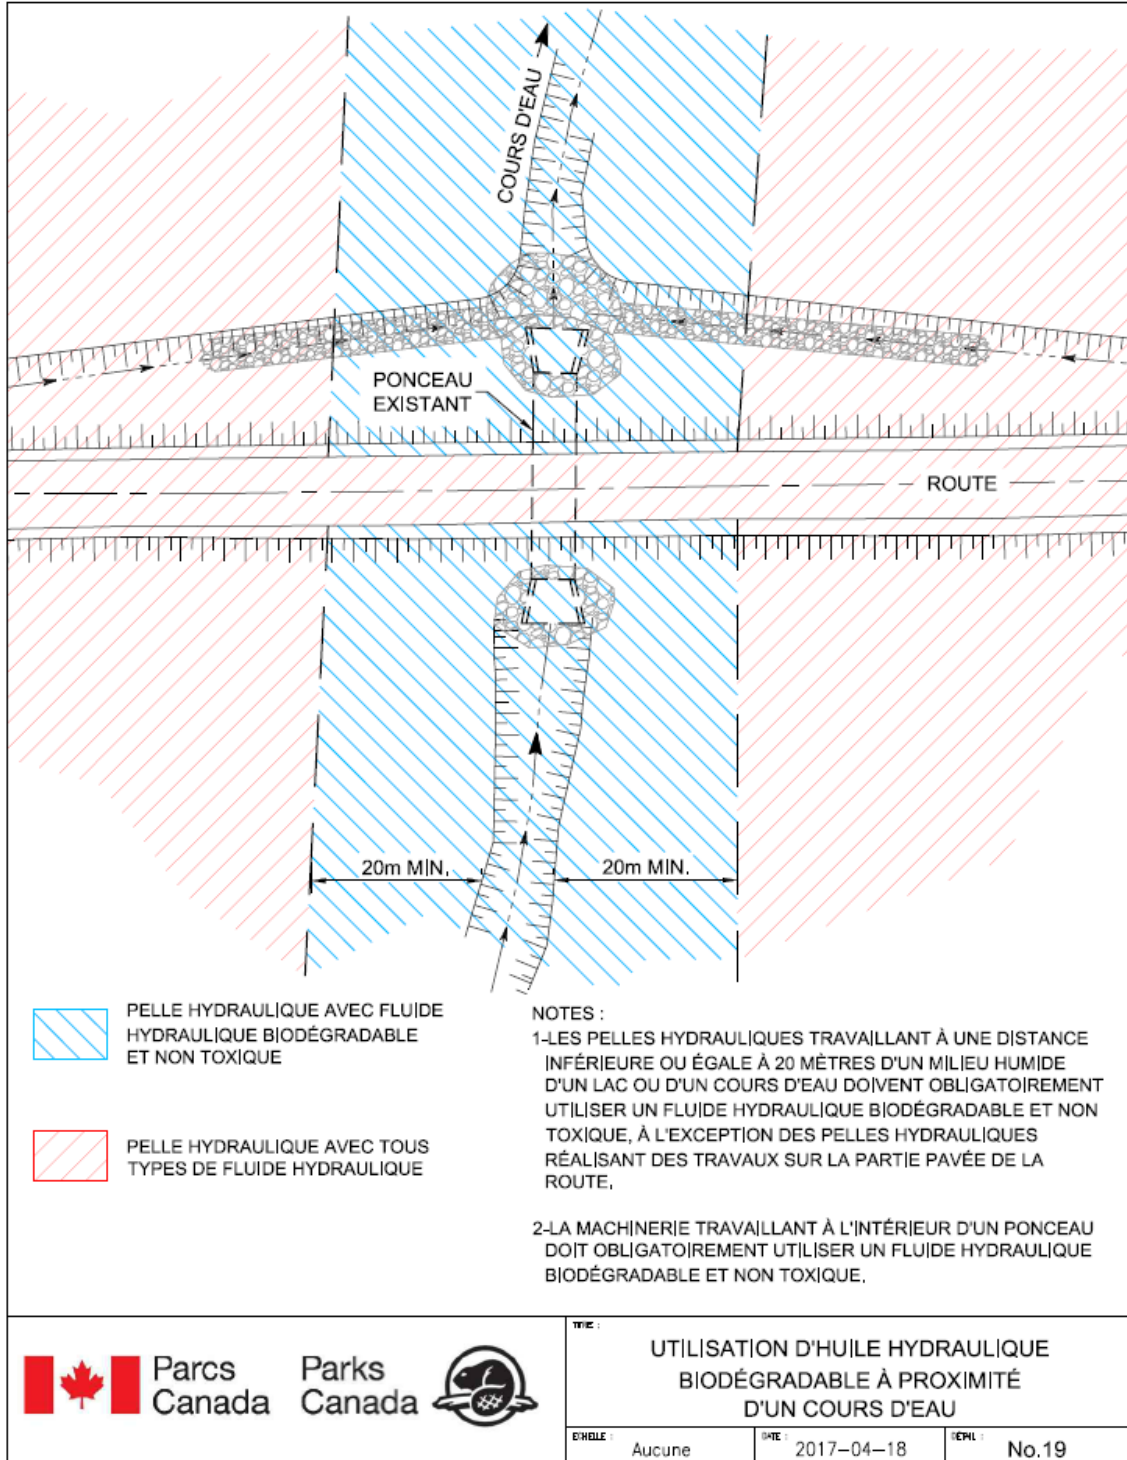 COURS D'EAU
PONCEAU
EXISTANT
ROUTE
20m MIN.
20m MIN.
PELLE HYDRAULIQUE AVEC FLUIDE
HYDRAULIQUE BIODÉGRADABLE
ET NON TOXIQUE
PELLE HYDRAULIQUE AVEC TOUS
TYPES DE FLUIDE HYDRAULIQUE
NOTES :
1-LES PELLES HYDRAULIQUES TRAVAILLANT À UNE DISTANCE
INFÉRIEURE OU ÉGALE À 20 MÈTRES D'UN MILIEU HUMIDE
D'UN LAC OU D'UN COURS D'EAU DOIVENT OBLIGATOIREMENT
UTILISER UN FLUIDE HYDRAULIQUE BIODÉGRADABLE ET NON
TOXIQUE, À L'EXCEPTION DES PELLES HYDRAULIQUES
RÉALISANT DES TRAVAUX SUR LA PARTIE PAVÉE DE LA
ROUTE.
2-LA MACHINERIE TRAVAILLANT À L'INTÉRIEUR D'UN PONCEAU
DOIT OBLIGATOIREMENT UTILISER UN FLUIDE HYDRAULIQUE
BIODÉGRADABLE ET NON TOXIQUE.
Parcs
Canada
Parks
Canada
TITRE :
UTILISATION D'HUILE HYDRAULIQUE
BIODÉGRADABLE À PROXIMITÉ
D'UN COURS D'EAU
ECHELLE :
Aucune
DATE :
2017-04-18
DÉTAIL :
No.19